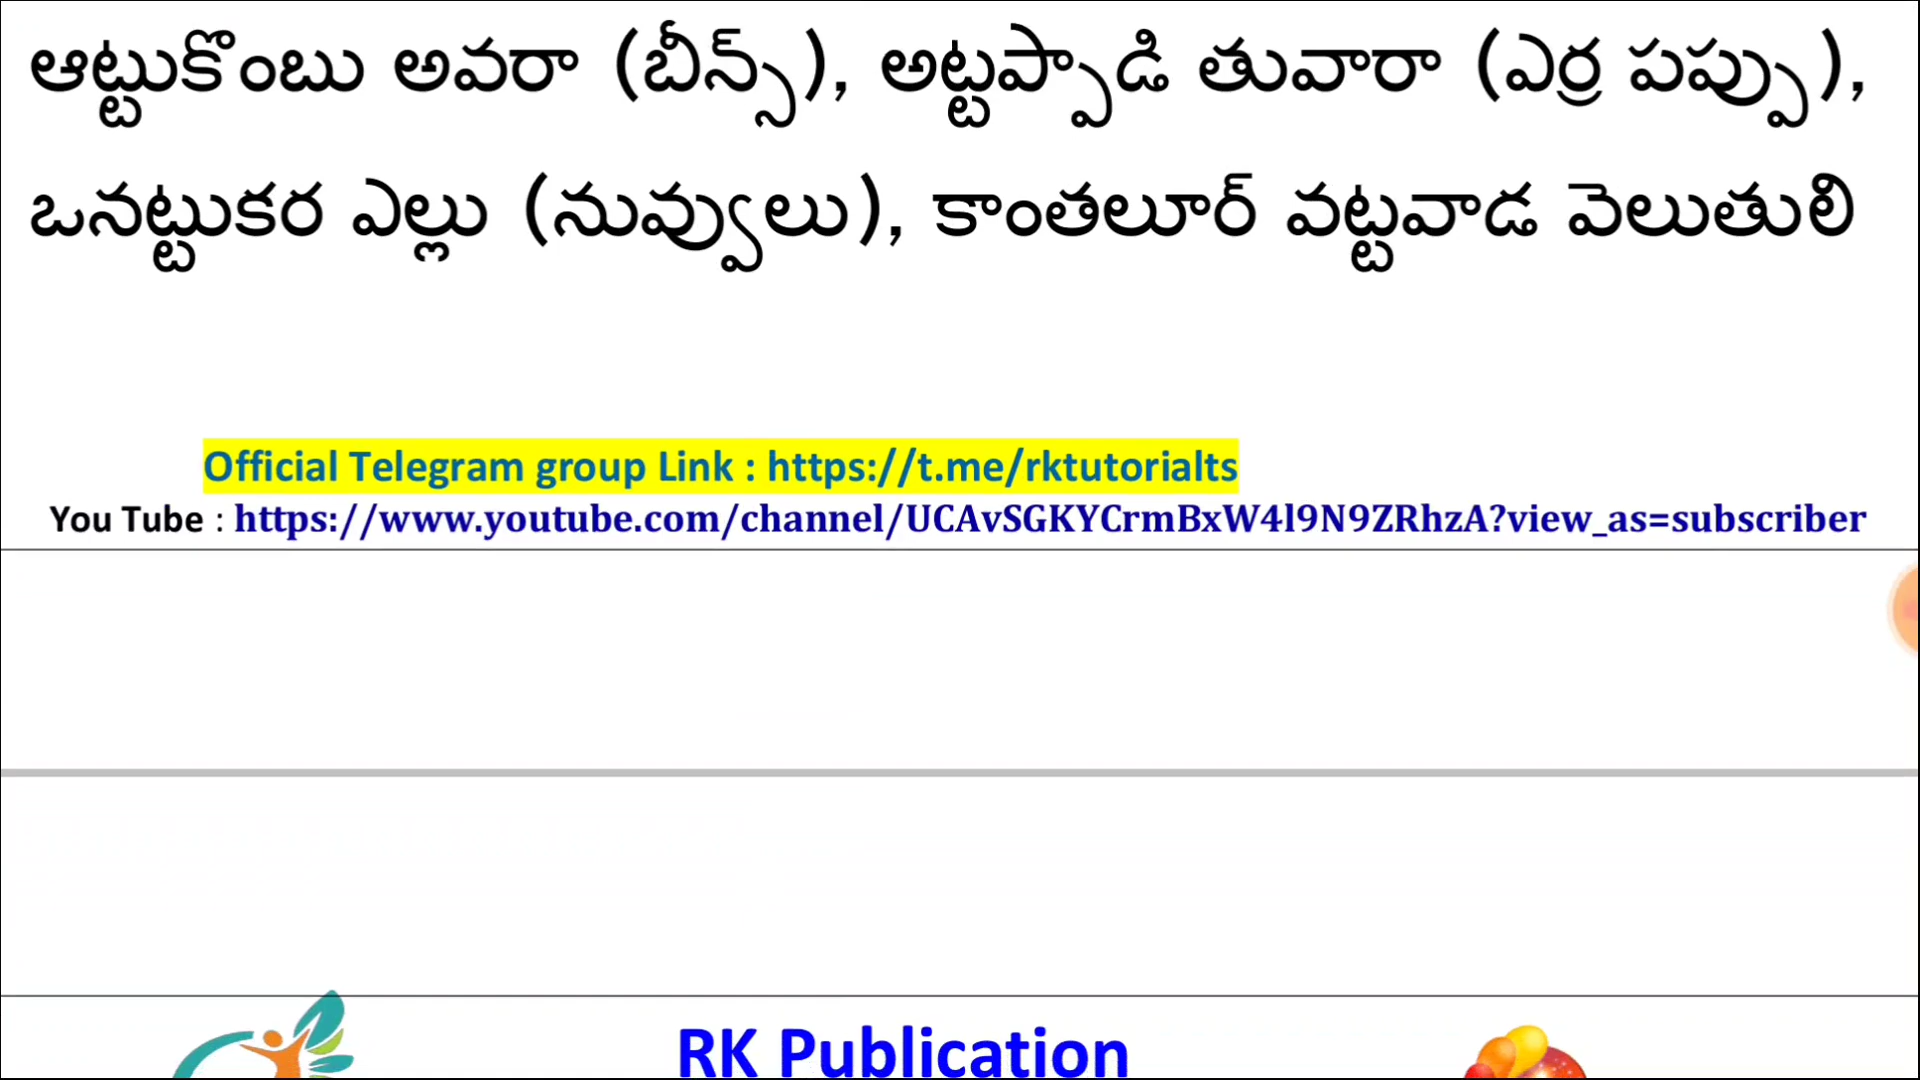 ఆట్టుకొంబు అవరా (బీన్స్), అట్టప్పాడి తువారా (ఎర్ర పప్పు),
ఒనట్టుకర ఎల్లు (నువ్వులు), కాంతలూర్ వట్టవాడ వెలుతులి
Official Telegram group Link : https://t.me/rktutorialts
You Tube : https://www.youtube.com/channel/UCAvSGKYCrmBxW4l9N9ZRhzA?view_as=subscriber
RK Publication